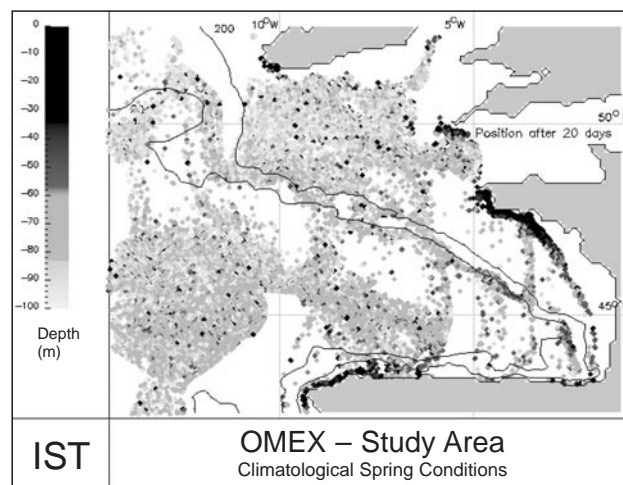 0
-10
-20
-30
-40
-50
-60
-70
-80
-90
-100
Depth
(m)
200
10°W
5°W
50°
Position after 20 days
45°
IST
OMEX – Study Area
Climatological Spring Conditions